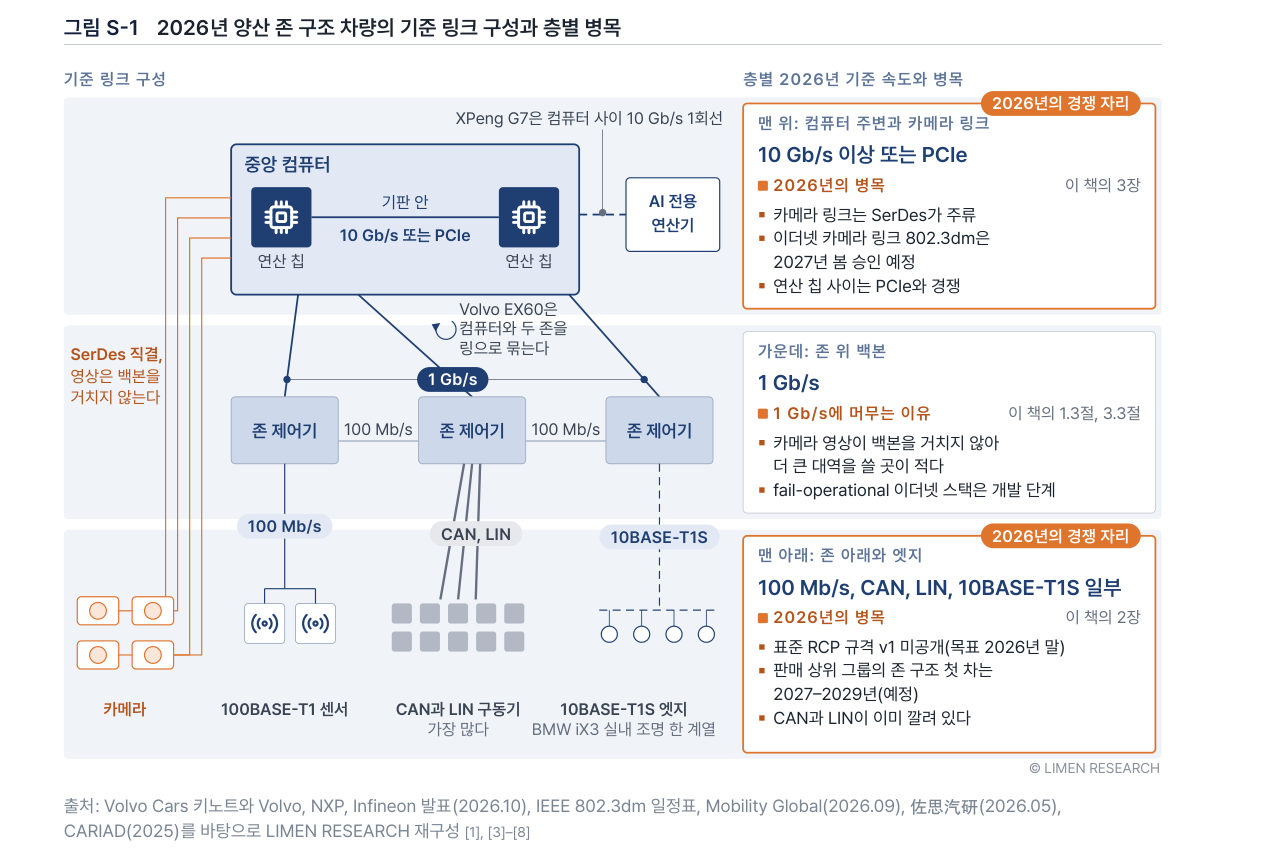 그림 S-1 2026년 양산 존 구조 차량의 기준 링크 구성과 층별 병목
기준 링크 구성
XPeng G7은 컴퓨터 사이 10 Gb/s 1회선
중앙 컴퓨터
기판 안
10 Gb/s 또는 PCIe
연산 칩
연산 칩
AI 전용
연산기
Volvo EX60은
컴퓨터와 두 존을
링으로 묶는다
SerDes 직결,
영상은 백본을
거치지 않는다
1 Gb/s
존 제어기
100 Mb/s
존 제어기
100 Mb/s
존 제어기
100 Mb/s
CAN, LIN
10BASE-T1S
카메라
100BASE-T1 센서
CAN과 LIN 구동기
가장 많다
10BASE-T1S 엣지
BMW iX3 실내 조명 한 계열
층별 2026년 기준 속도와 병목
2026년의 경쟁 자리
맨 위: 컴퓨터 주변과 카메라 링크
10 Gb/s 이상 또는 PCIe
2026년의 병목
이 책의 3장
카메라 링크는 SerDes가 주류
이더넷 카메라 링크 802.3dm은
2027년 봄 승인 예정
연산 칩 사이는 PCIe와 경쟁
가운데: 존 위 백본
1 Gb/s
1 Gb/s에 머무는 이유
이 책의 1.3절, 3.3절
카메라 영상이 백본을 거치지 않아
더 큰 대역을 쓸 곳이 적다
fail-operational 이더넷 스택은 개발 단계
2026년의 경쟁 자리
맨 아래: 존 아래와 엣지
100 Mb/s, CAN, LIN, 10BASE-T1S 일부
2026년의 병목
이 책의 2장
표준 RCP 규격 v1 미공개(목표 2026년 말)
판매 상위 그룹의 존 구조 첫 차는
2027–2029년(예정)
CAN과 LIN이 이미 깔려 있다
© LIMEN RESEARCH
출처: Volvo Cars 키노트와 Volvo, NXP, Infineon 발표(2026.10), IEEE 802.3dm 일정표, Mobility Global(2026.09), 佐思汽研(2026.05),
CARIAD(2025)를 바탕으로 LIMEN RESEARCH 재구성 [1], [3]–[8]